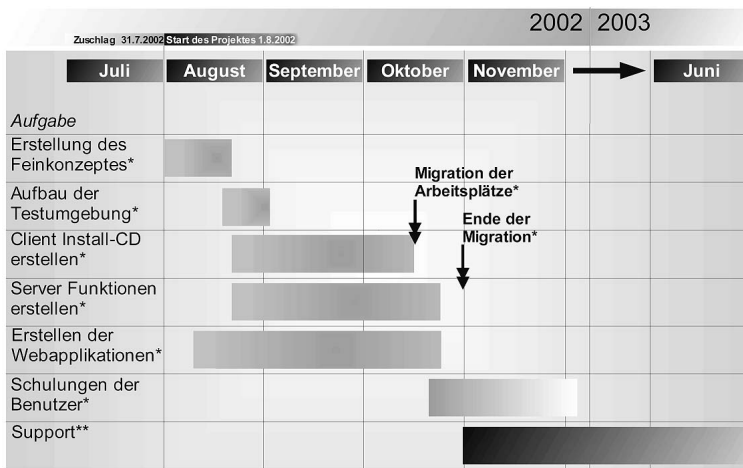 2002 2003
Zuschlag 31.7.2002 Start des Projektes 1.8.2002
Juli August September Oktober November Juni
Aufgabe
Erstellung des
Feinkonzeptes*
Migration der
Arbeitsplätze*
Aufbau der
Testumgebung*
Ende der
Migration*
Client Install-CD
erstellen*
Server Funktionen
erstellen*
Erstellen der
Webapplikationen*
Schulungen der
Benutzer*
Support**